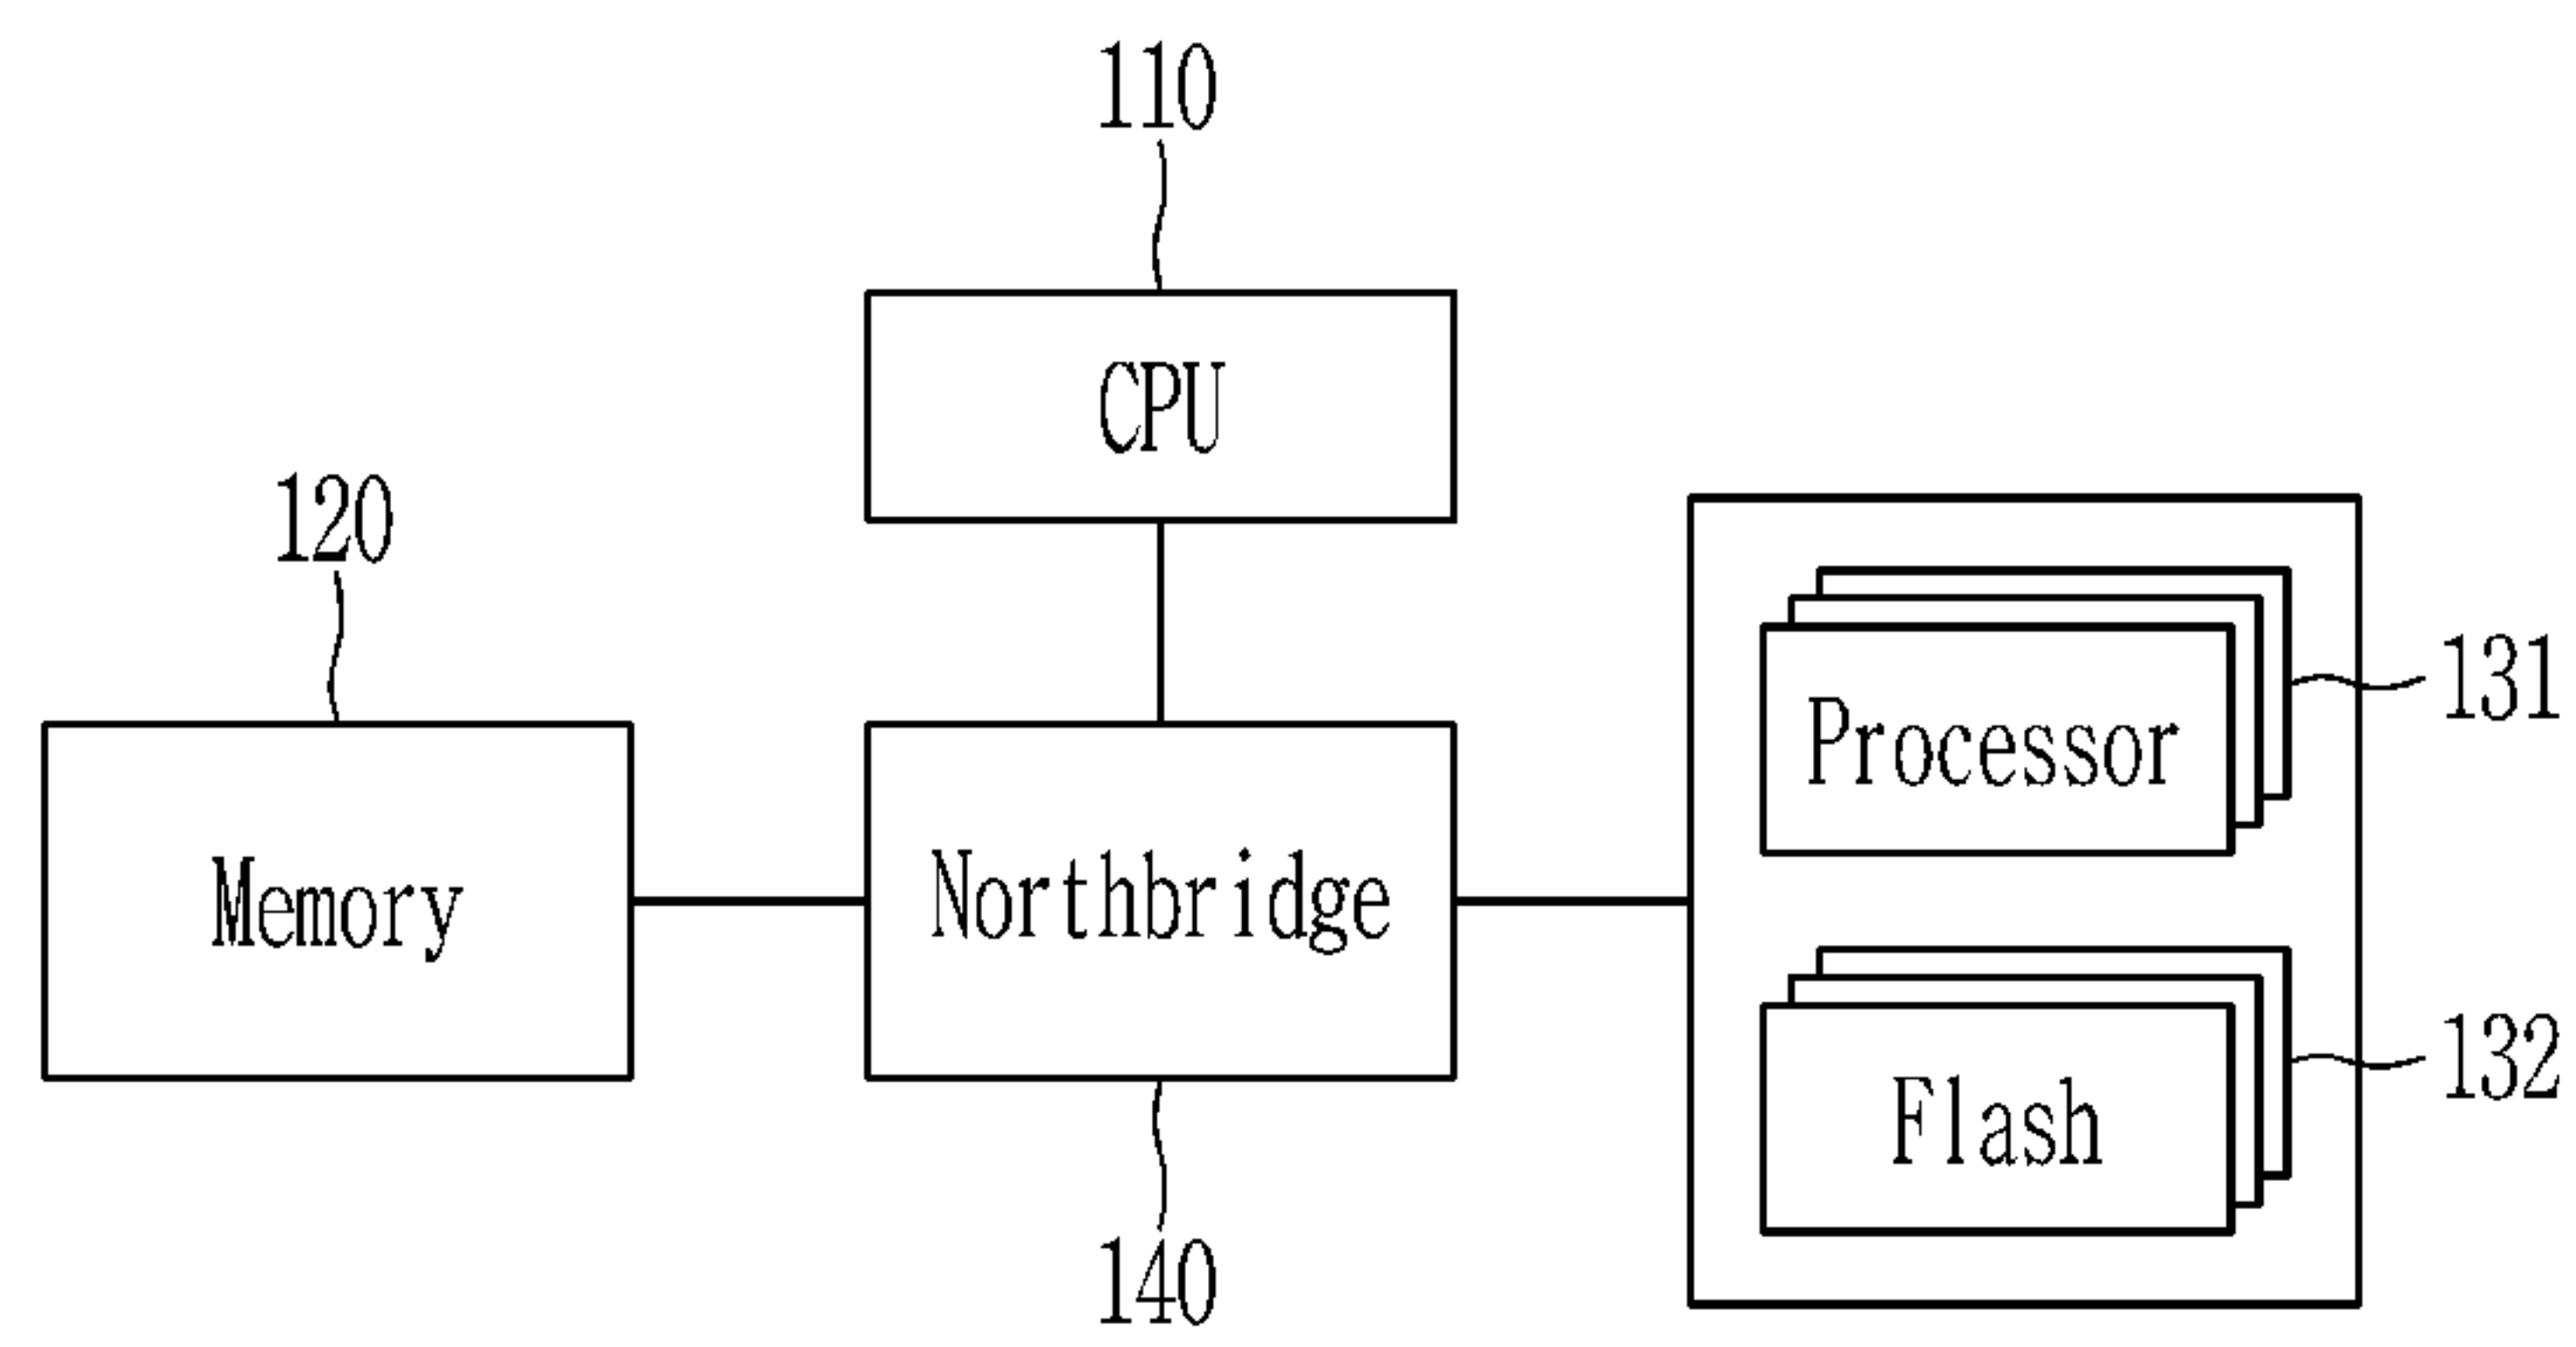 110
CPU
120
131
Processor
Memory
Northbridge
132
Flash
140